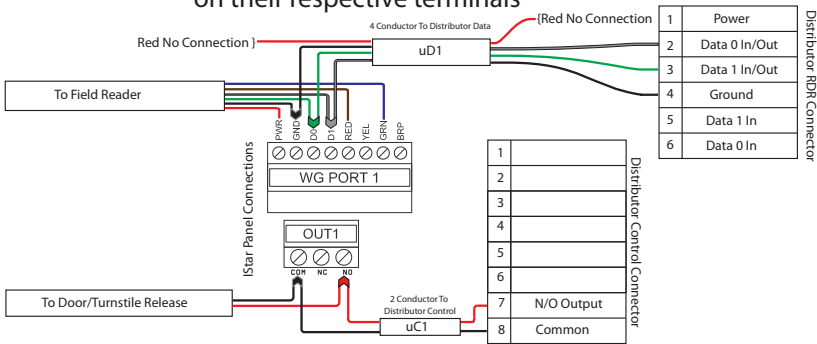 on their respective terminals
4 Conductor To Distributor Data
{Red No Connection
Red No Connection }
uD1
1 Power
2 Data 0 In/Out
3 Data 1 In/Out
4 Ground
5 Data 1 In
6 Data 0 In
Distributor RDR Connector
To Field Reader
PWR
GND
D0
D1
RED
YEL
GRN
BRP
WG PORT 1
IStar Panel Connections
OUT1
COM NC NO
To Door/Turnstile Release
2 Conductor To
Distributor Control
uC1
1
2
3
4
5
6
7 N/O Output
8 Common
Distributor Control Connector